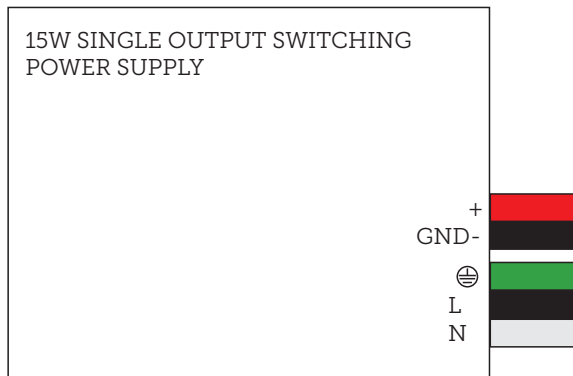 15W SINGLE OUTPUT SWITCHING
POWER SUPPLY
+
GND-
L
N